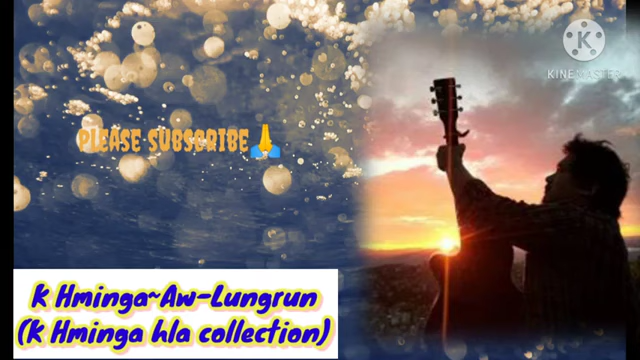 K
KINEMASTER
PLEASE SUBSCRIBE🙏
K Hminga~Aw-Lungrun
(K Hminga hla collection)